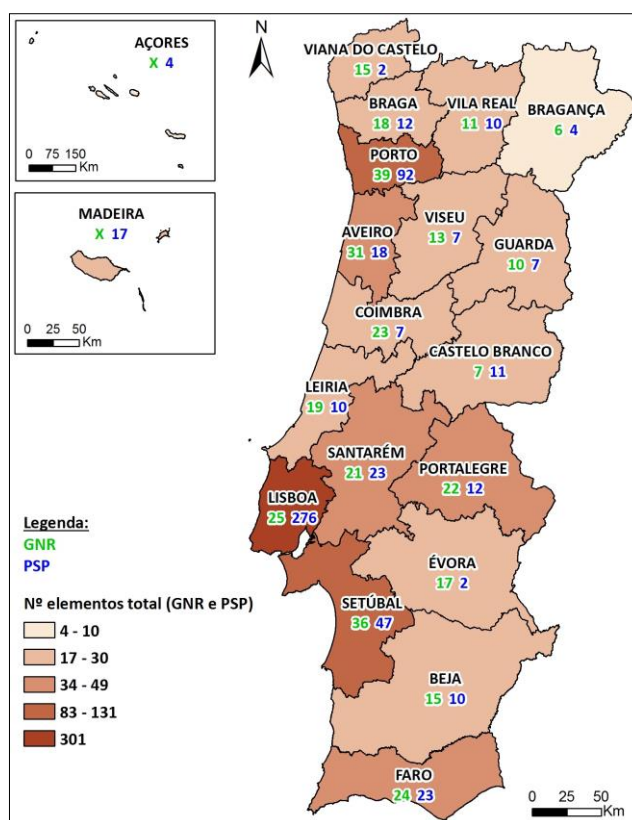 AÇORES
X 4
0 75 150
Km
MADEIRA
X 17
0 25 50
Km
N
VIANA DO CASTELO
15 2
BRAGA
18 12
VILA REAL
11 10
BRAGANÇA
6 4
PORTO
39 92
AVEIRO
31 18
VISEU
13 7
GUARDA
10 7
COIMBRA
23 7
CASTELO BRANCO
7 11
LEIRIA
19 10
SANTARÉM
21 23
PORTALEGRE
22 12
LISBOA
25 276
ÉVORA
17 2
SETÚBAL
36 47
BEJA
15 10
FARO
24 23
Legenda:
GNR
PSP
Nº elementos total (GNR e PSP)
4 - 10
17 - 30
34 - 49
83 - 131
301
0 25 50
Km